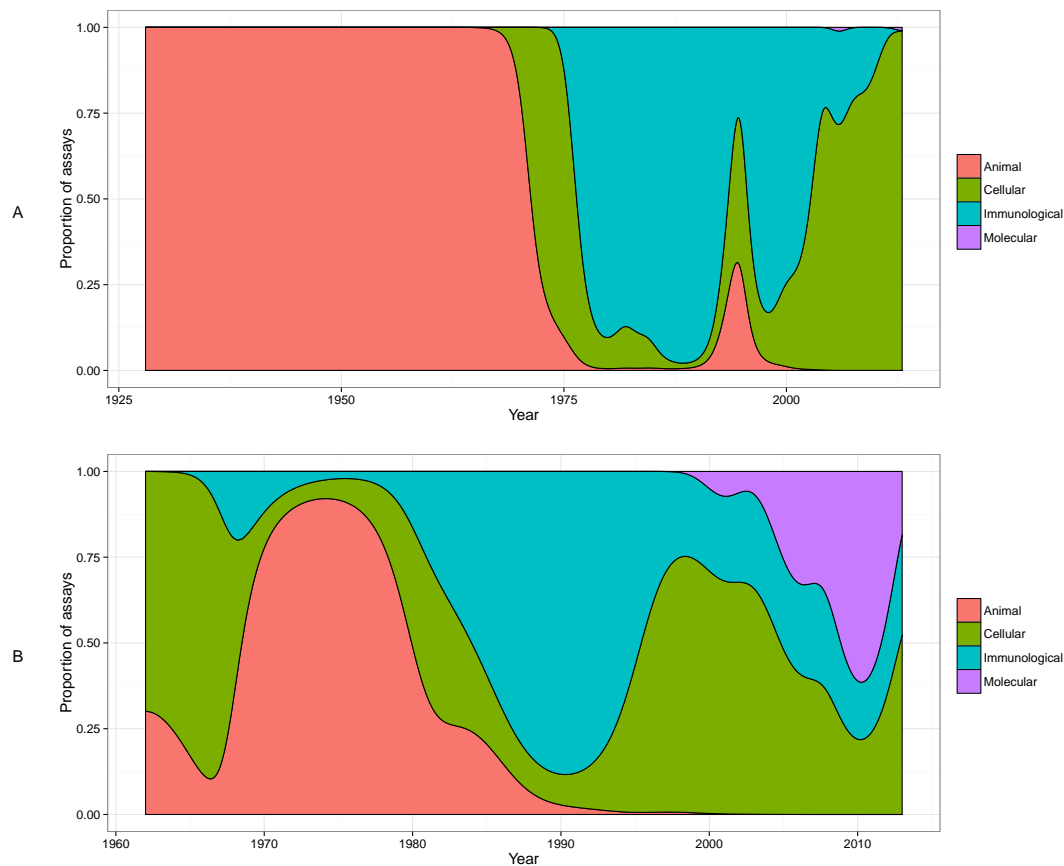 A
Proportion of assays
1.00
0.75
0.50
0.25
0.00
1925
1950
1975
2000
Year
Animal
Cellular
Immunological
Molecular
B
Proportion of assays
1.00
0.75
0.50
0.25
0.00
1960
1970
1980
1990
2000
2010
Year
Animal
Cellular
Immunological
Molecular